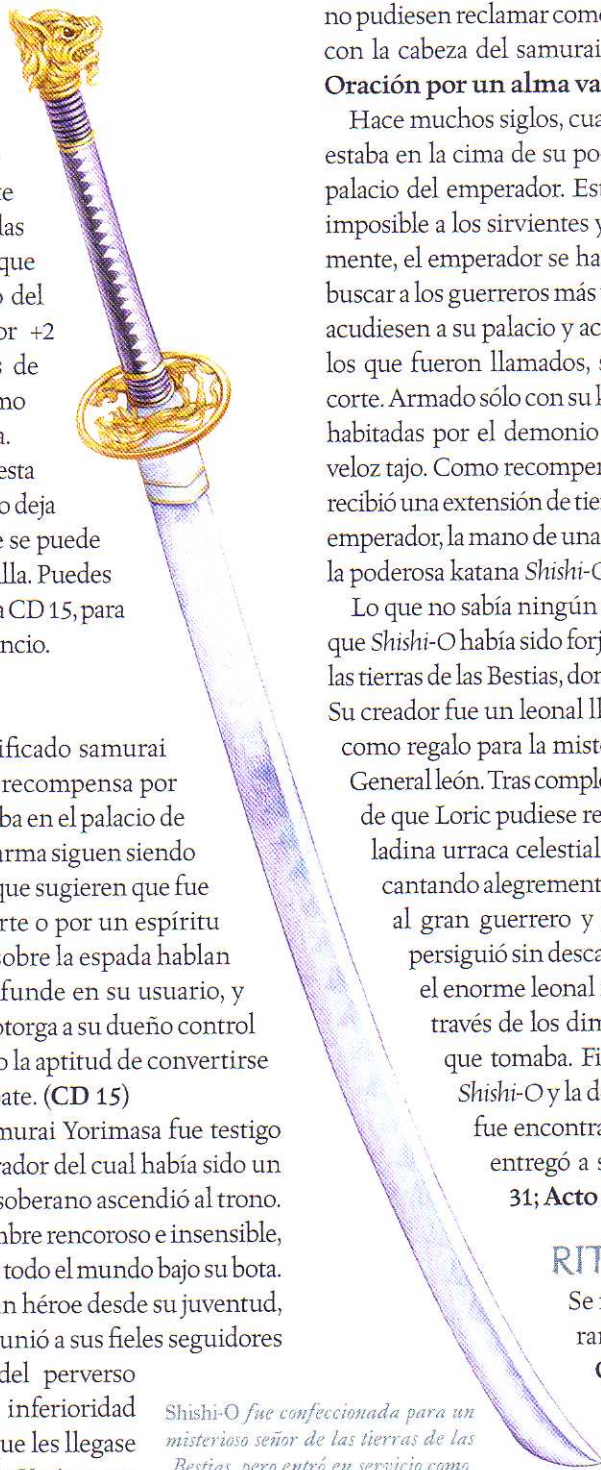 te
las
que
o del
or +2
s de
mo
a.
esta
o deja
e se puede
lla. Puedes
a CD 15, para
ncio.
ificado samurai
recompensa por
ba en el palacio de
arma siguen siendo
que sugieren que fue
rte o por un espíritu
sobre la espada hablan
funde en su usuario, y
otorga a su dueño control
o la aptitud de convertirse
bate. (CD 15)
murai Yorimasa fue testigo
rador del cual había sido un
soberano ascendió al trono.
mbre rencoroso e insensible,
todo el mundo bajo su bota.
un héroe desde su juventud,
unió a sus fieles seguidores
del perverso
inferioridad
que les llegase
Shishi-O fue confeccionada para un
misterioso señor de las tierras de las
Bestias, pero entró en servicio como
no pudiesen reclamar como
con la cabeza del samurai
Oración por un alma va
Hace muchos siglos, cua
estaba en la cima de su po
palacio del emperador. Est
imposible a los sirvientes y
mente, el emperador se ha
buscar a los guerreros más
acudiesen a su palacio y ac
los que fueron llamados, s
corte. Armado sólo con su k
habitadas por el demonio
veloz tajo. Como recompen
recibió una extensión de tier
emperador, la mano de una
la poderosa katana Shishi-O
Lo que no sabía ningún
que Shishi-O había sido forj
las tierras de las Bestias, don
Su creador fue un leonal ll
como regalo para la miste
General león. Tras comple
de que Loric pudiese re
ladina urraca celestial
cantando alegrement
al gran guerrero y
persiguió sin desca
el enorme leonal
través de los dim
que tomaba. Fi
Shishi-O y la d
fue encontra
entregó a s
31; Acto
RIT
Se
ran